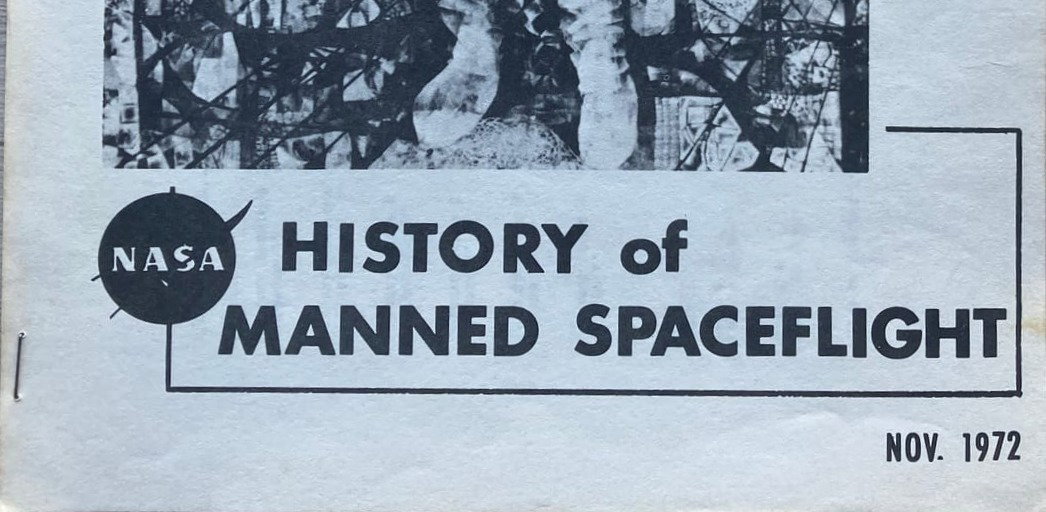 NASA
HISTORY of
MANNED SPACEFLIGHT
NOV. 1972